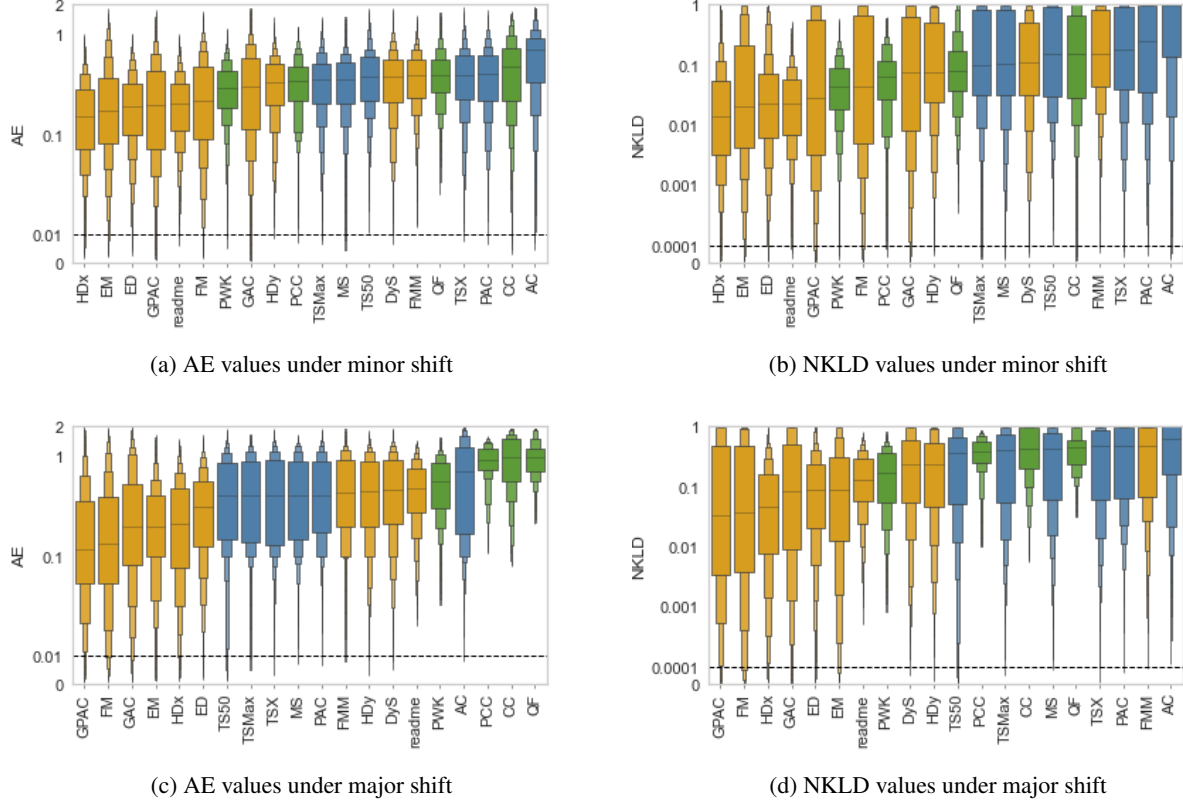 AE
2
1
0.1
0.01
0
HDx EM ED GPAC readme FM PWK GAC HDy PCC TSMax MS TS50 DyS FMM QF TSX PAC CC AC
(a) AE values under minor shift
NKLD
1
0.1
0.01
0.001
0.0001
0
HDx EM ED readme GPAC PWK FM PCC GAC HDy QF TSMax MS DyS TS50 CC FMM TSX PAC AC
(b) NKLD values under minor shift
AE
2
1
0.1
0.01
0
GPAC FM GAC EM HDx ED TS50 TSMax TSX MS PAC FMM HDy DyS readme PWK AC PCC CC QF
(c) AE values under major shift
NKLD
1
0.1
0.01
0.001
0.0001
0
GPAC FM HDx GAC ED EM readme PWK DyS HDy TS50 PCC TSMax CC MS QF TSX PAC FMM AC
(d) NKLD values under major shift